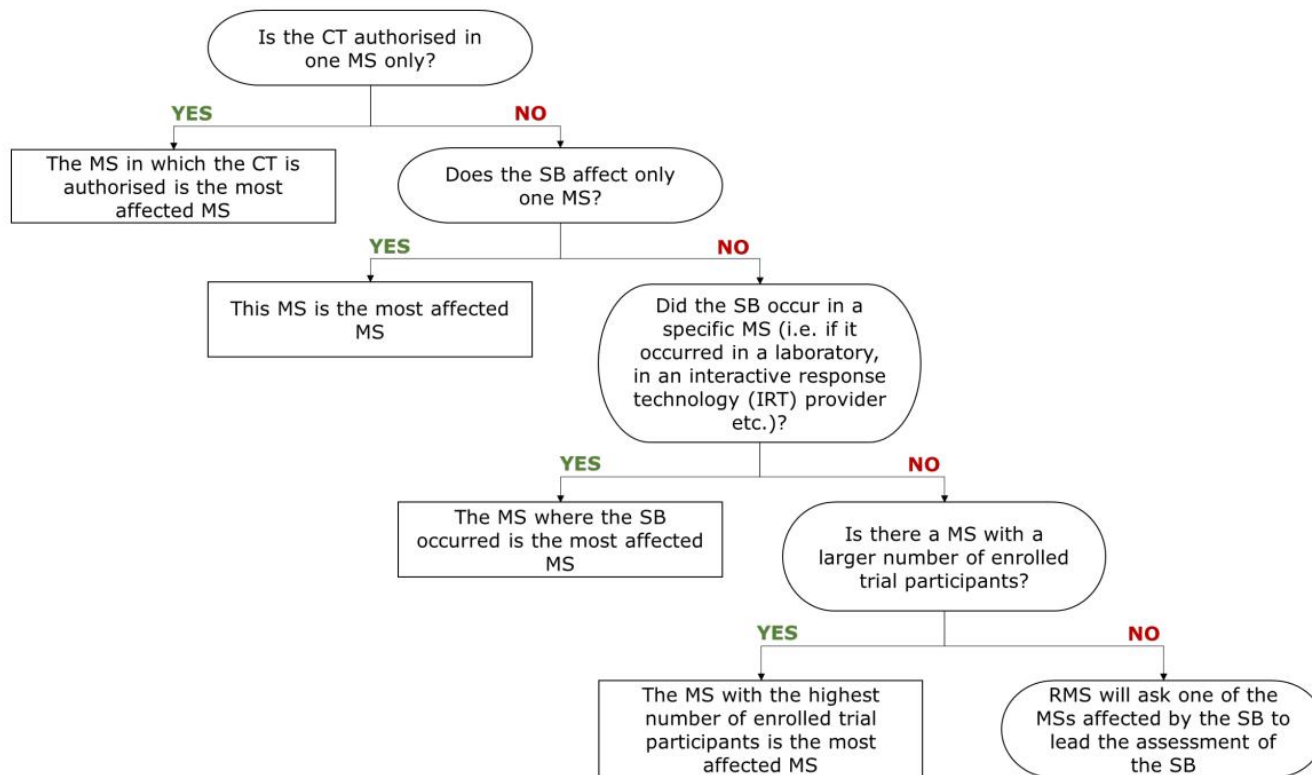 Is the CT authorised in
one MS only?
YES
NO
The MS in which the CT is
authorised is the most
affected MS
Does the SB affect only
one MS?
YES
NO
This MS is the most affected
MS
Did the SB occur in a
specific MS (i.e. if it
occurred in a laboratory,
in an interactive response
technology (IRT) provider
etc.)?
YES
NO
The MS where the SB
occurred is the most affected
MS
Is there a MS with a
larger number of enrolled
trial participants?
YES
NO
The MS with the highest
number of enrolled trial
participants is the most
affected MS
RMS will ask one of the
MSs affected by the SB to
lead the assessment of
the SB